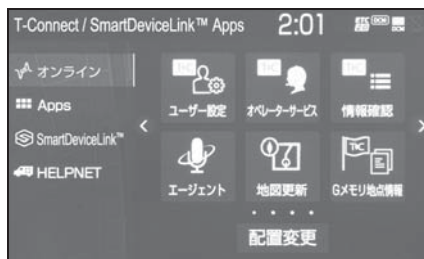 T-Connect / SmartDeviceLink™ Apps 2:01
オンライン
Apps
SmartDeviceLink™
HELPNET
ユーザー設定 オペレーターサービス 情報確認
エージェント 地図更新 Gメモリ地点情報
配置変更